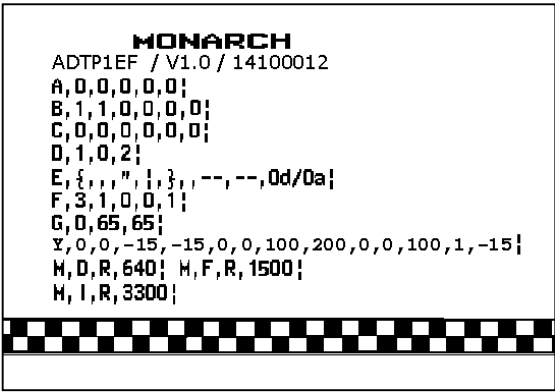 MONARCH
ADTP1EF / V1.0 / 14100012
A,0,0,0,0,0¦
B,1,1,0,0,0,0¦
C,0,0,0,0,0,0¦
D,1,0,2¦
E,{,,,",¦,},,--,--,0d/0a¦
F,3,1,0,0,1¦
G,0,65,65¦
Y,0,0,-15,-15,0,0,100,200,0,0,100,1,-15¦
M,D,R,640¦ M,F,R,1500¦
M,I,R,3300¦